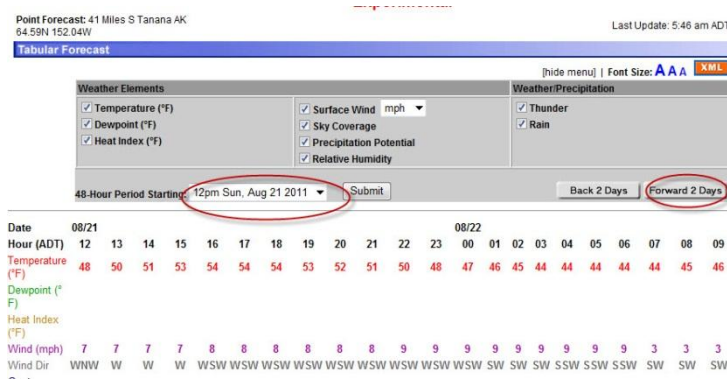 Point Forecast: 41 Miles S Tanana AK
64.59N 152.04W
Last Update: 5:46 am ADT
Tabular Forecast
[hide menu] | Font Size: A A A XML
Weather Elements Weather/Precipitation
Temperature (°F) Surface Wind mph Thunder
Dewpoint (°F) Sky Coverage Rain
Heat Index (°F) Precipitation Potential
Relative Humidity
48-Hour Period Starting: 12pm Sun, Aug 21 2011 Submit Back 2 Days Forward 2 Days
Date 08/21 08/22
Hour (ADT) 12 13 14 15 16 17 18 19 20 21 22 23 00 01 02 03 04 05 06 07 08 09
Temperature (°F) 48 50 51 53 54 54 54 53 52 51 50 48 47 46 45 44 44 44 44 44 45 46
Dewpoint (°
F)
Heat Index
(°F)
Wind (mph) 7 7 7 7 8 8 8 8 8 8 9 9 9 9 9 9 9 9 9 3 3 3
Wind Dir WNW W W W WSW WSW WSW WSW WSW WSW WSW WSW WSW SW SW SW SSW SSW SSW SW SW SW